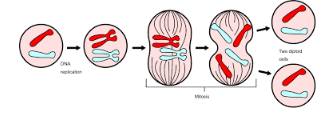 DNA
replication
Mitosis
Two diploid
cells